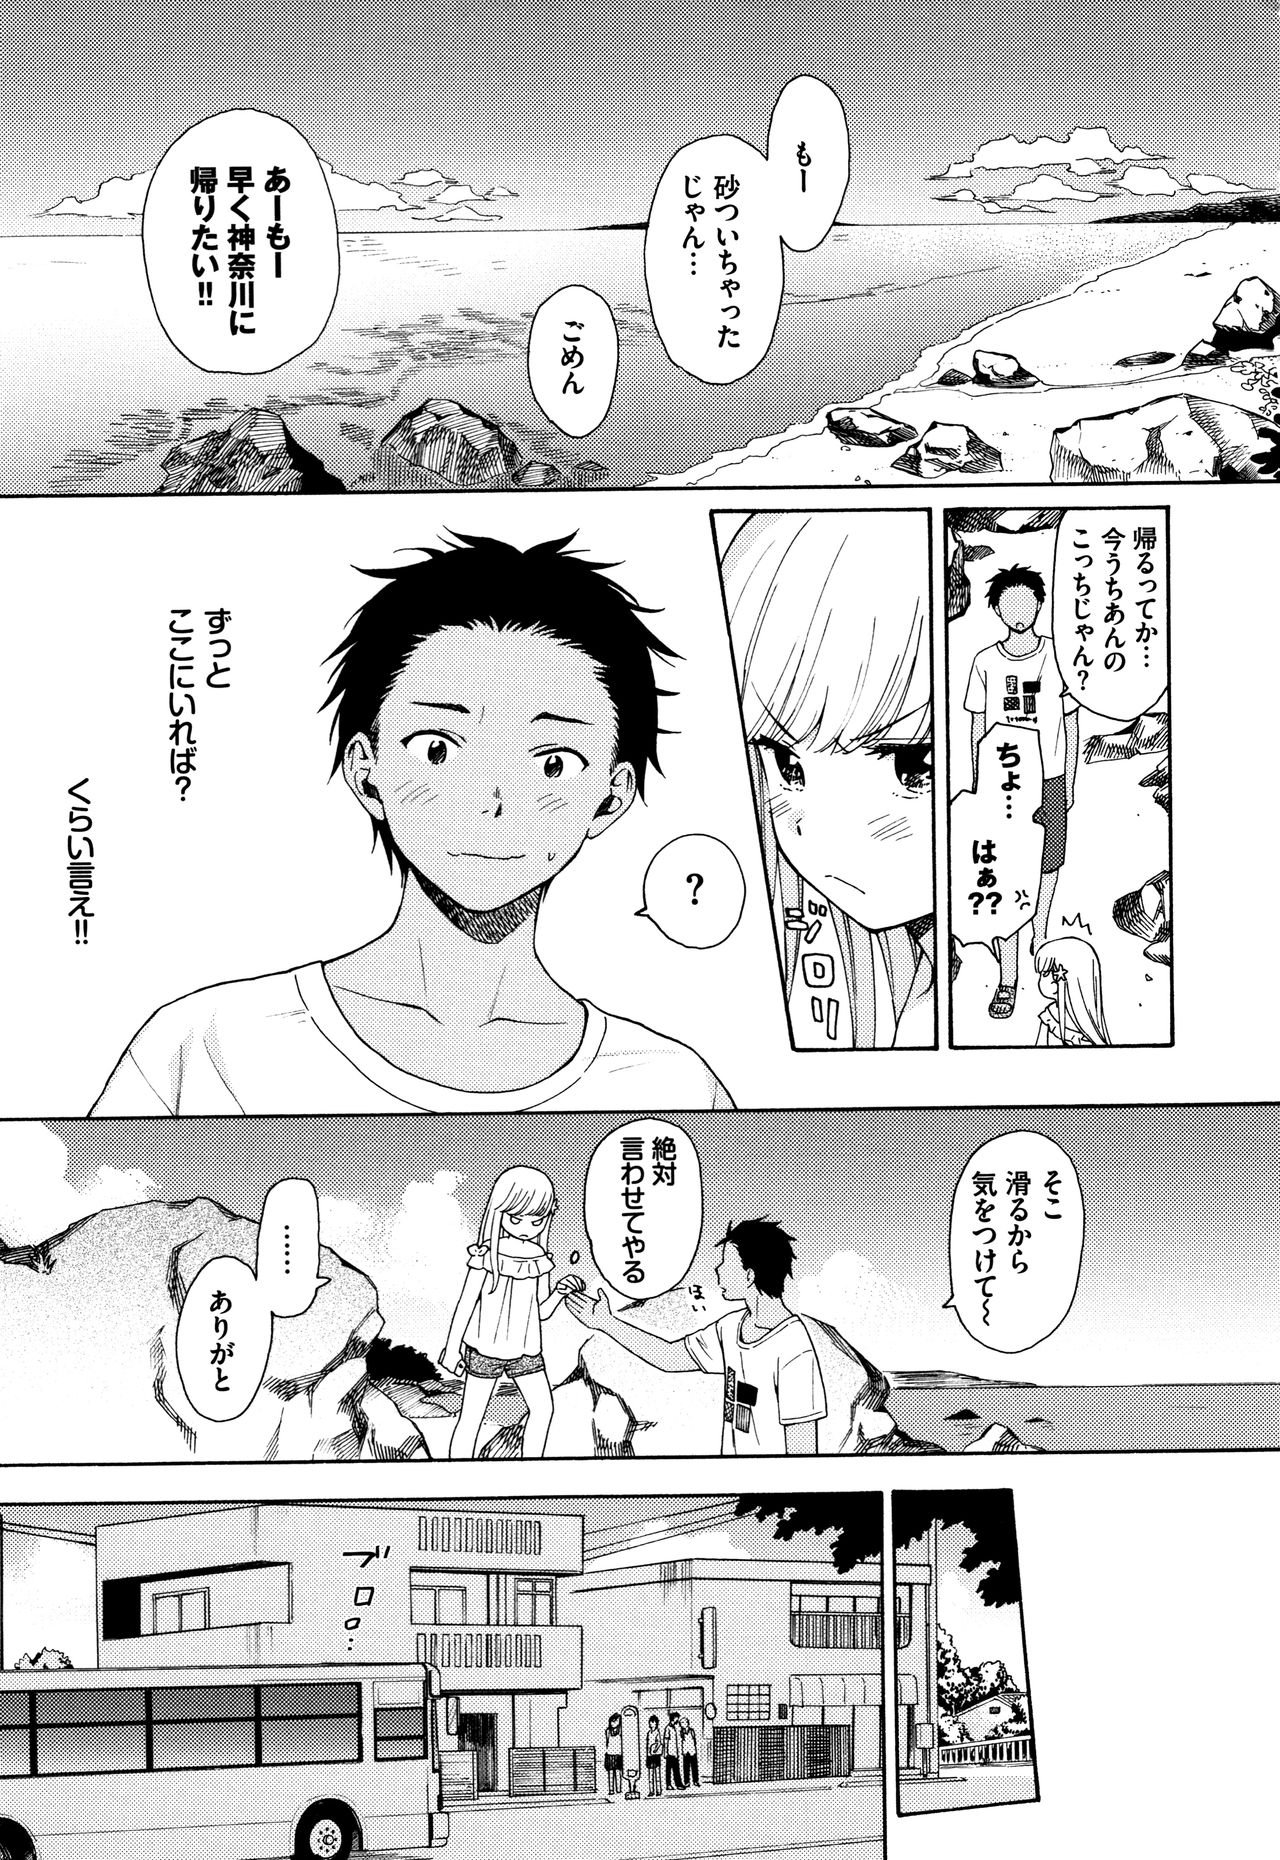 もー
砂ついちゃった
じゃん…
ごめん
あーもー
早く神奈川に
帰りたい!!
帰るってか…
今うちあんの
こっちじゃん?
ちょ…
はぁ??
ジロリ
?
ずっと
ここにいれば?
くらい言え!!
そこ
滑るから
気をつけて〜
ほい
絶対
言わせてやる
……
ありがと
ブロロ…